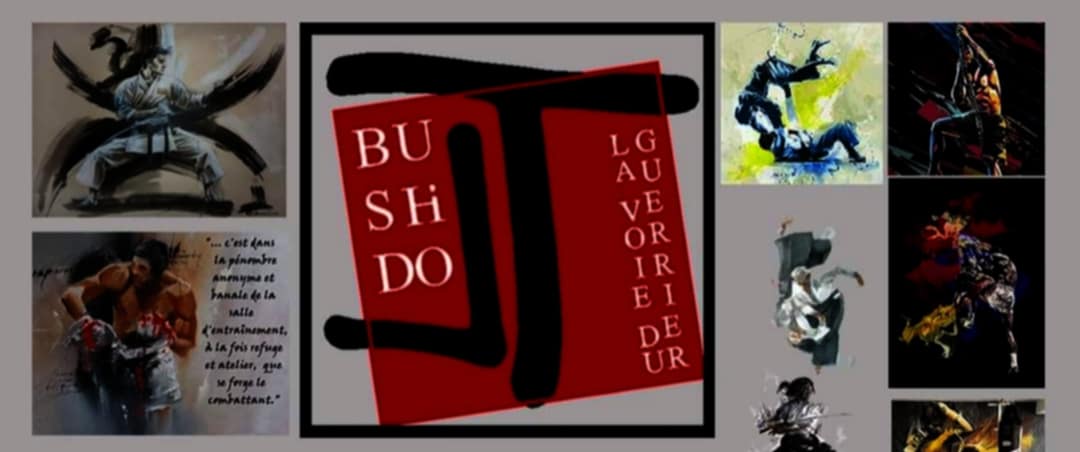 BU
SHi
DO
LA VOIE DU
GUERRIER
"... c'est dans
la pénombre
anonyme et
banale de la
salle
d'entraînement,
à la fois refuge
et atelier, que
se forge le
combattant."